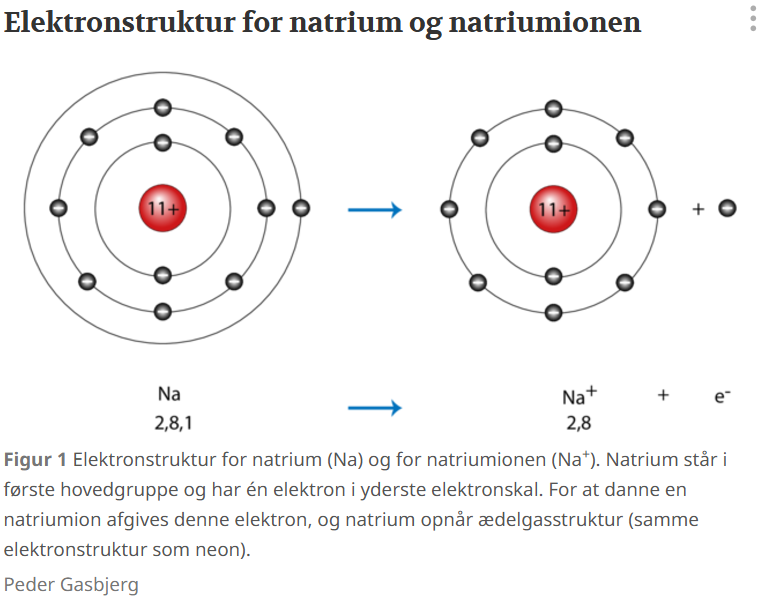 Elektronstruktur for natrium og natriumionen
11+
11+
+
Na
Na⁺ + e⁻
2,8,1
2,8
Figur 1 Elektronstruktur for natrium (Na) og for natriumionen (Na⁺). Natrium står i
første hovedgruppe og har én elektron i yderste elektronskal. For at danne en
natriumion afgives denne elektron, og natrium opnår ædelgasstruktur (samme
elektronstruktur som neon).
Peder Gasbjerg